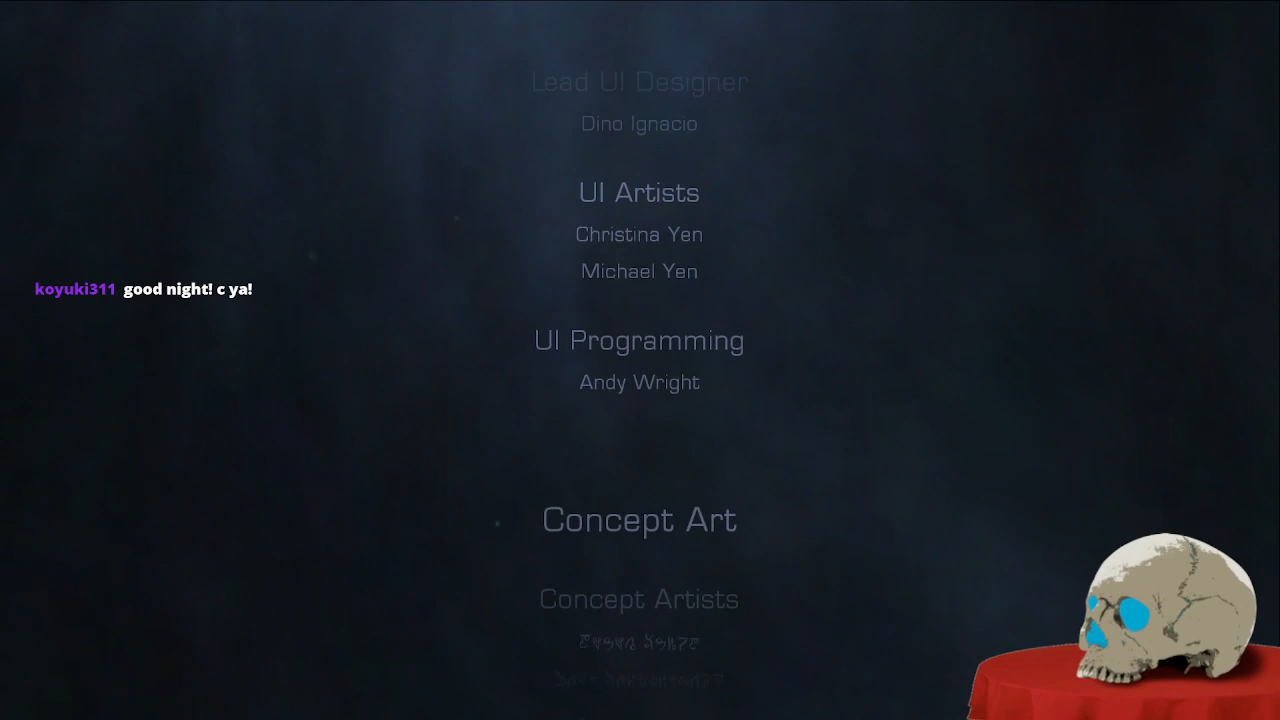 Lead UI Designer
Dino Ignacio
UI Artists
Christina Yen
Michael Yen
koyuki311 good night! c ya!
UI Programming
Andy Wright
Concept Art
Concept Artists